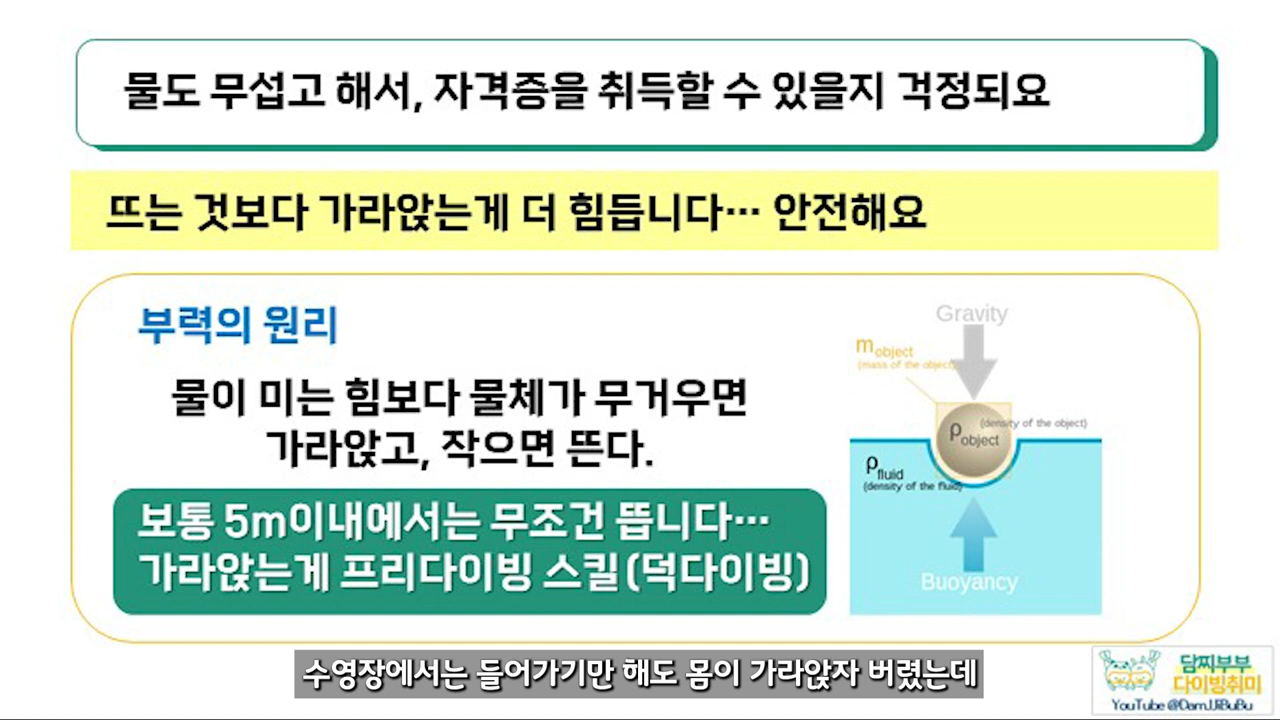 물도 무섭고 해서, 자격증을 취득할 수 있을지 걱정되요
뜨는 것보다 가라앉는게 더 힘듭니다… 안전해요
부력의 원리
물이 미는 힘보다 물체가 무거우면
가라앉고, 작으면 뜬다.
보통 5m이내에서는 무조건 뜹니다…
가라앉는게 프리다이빙 스킬(덕다이빙)
Gravity
m object
(mass of the object)
ρ object
(density of the object)
ρ fluid
(density of the fluid)
Buoyancy
수영장에서는 들어가기만 해도 몸이 가라앉자 버렸는데
담찌부부
다이빙취미
YouTube @DamJJiBuBu